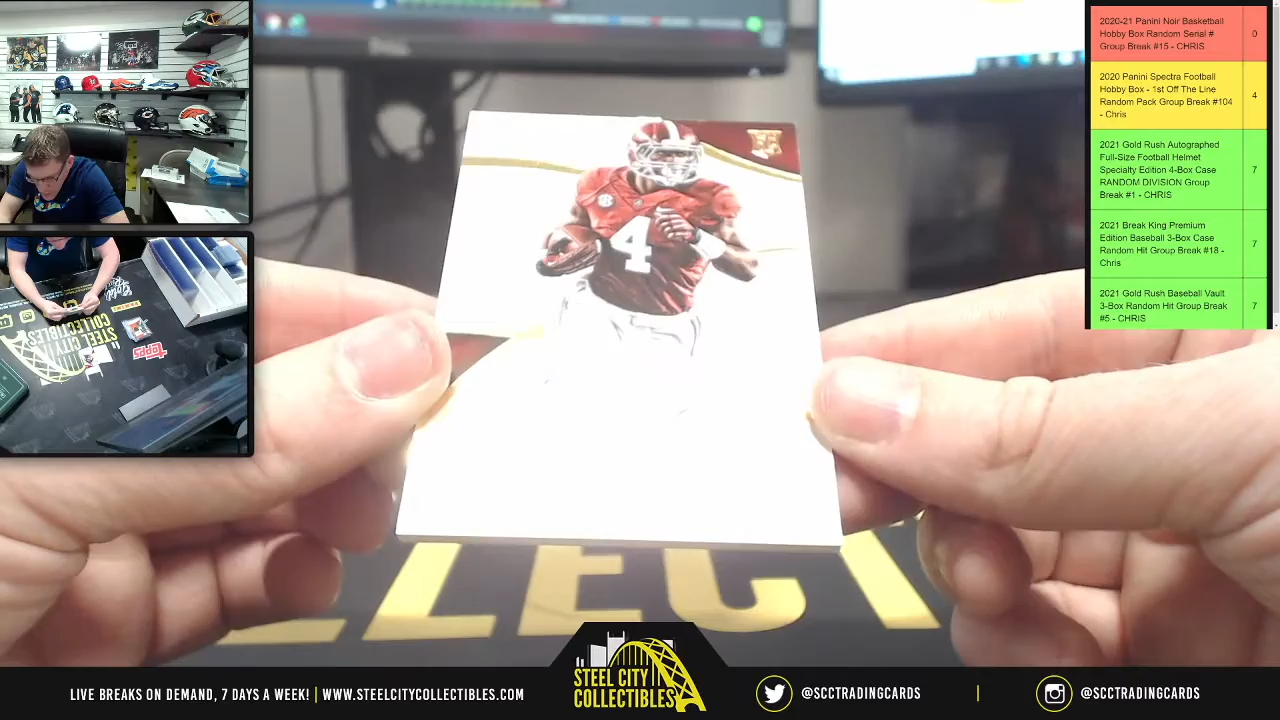 2020-21 Panini Noir Basketball
Hobby Box Random Serial #
Group Break #15 - CHRIS
0
2020 Panini Spectra Football
Hobby Box - 1st Off The Line
Random Pack Group Break #104
- Chris
4
2021 Gold Rush Autographed
Full-Size Football Helmet
Specialty Edition 4-Box Case
RANDOM DIVISION Group
Break #1 - CHRIS
7
2021 Break King Premium
Edition Baseball 3-Box Case
Random Hit Group Break #18 -
Chris
7
2021 Gold Rush Baseball Vault
3-Box Random Hit Group Break
#5 - CHRIS
7
4
STEEL CITY
COLLECTIBLES
topps
LECT
STEEL CITY
COLLECTIBLES
LIVE BREAKS ON DEMAND, 7 DAYS A WEEK! | WWW.STEELCITYCOLLECTIBLES.COM
@SCCTRADINGCARDS
|
@SCCTRADINGCARDS